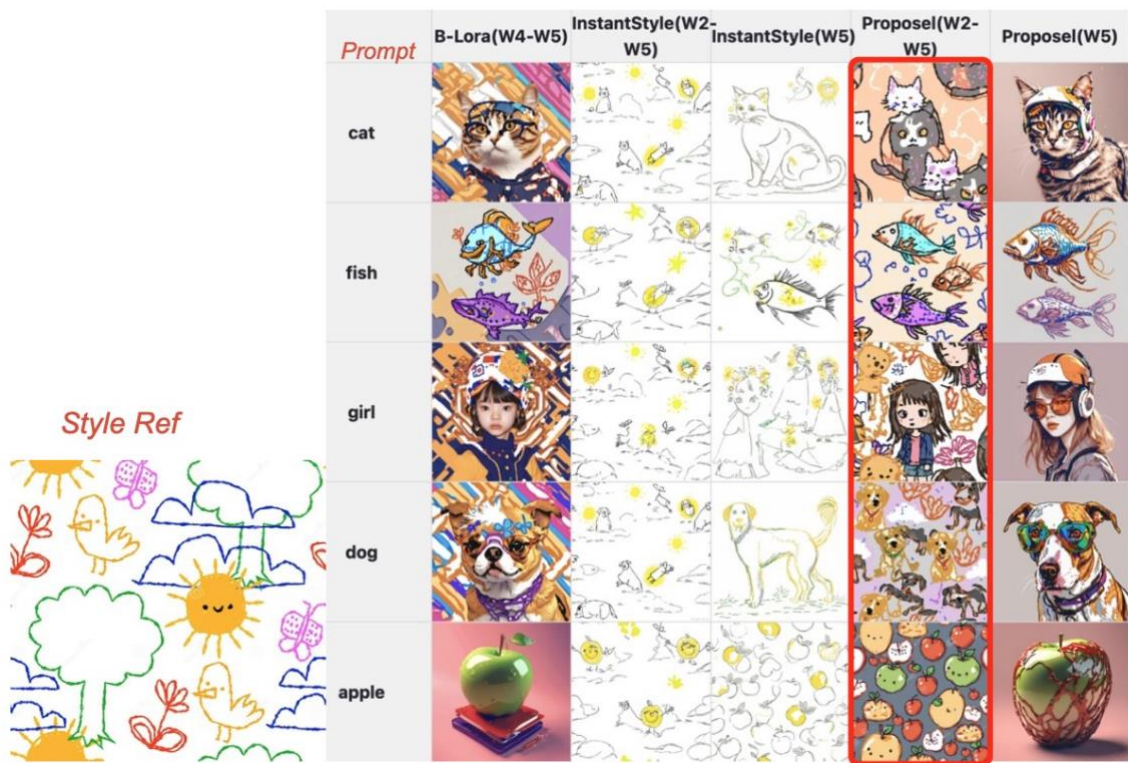 Prompt
B-Lora(W4-W5)
InstantStyle(W2-
W5)
InstantStyle(W5)
Proposel(W2-
W5)
Proposel(W5)
cat
fish
girl
Style Ref
dog
apple